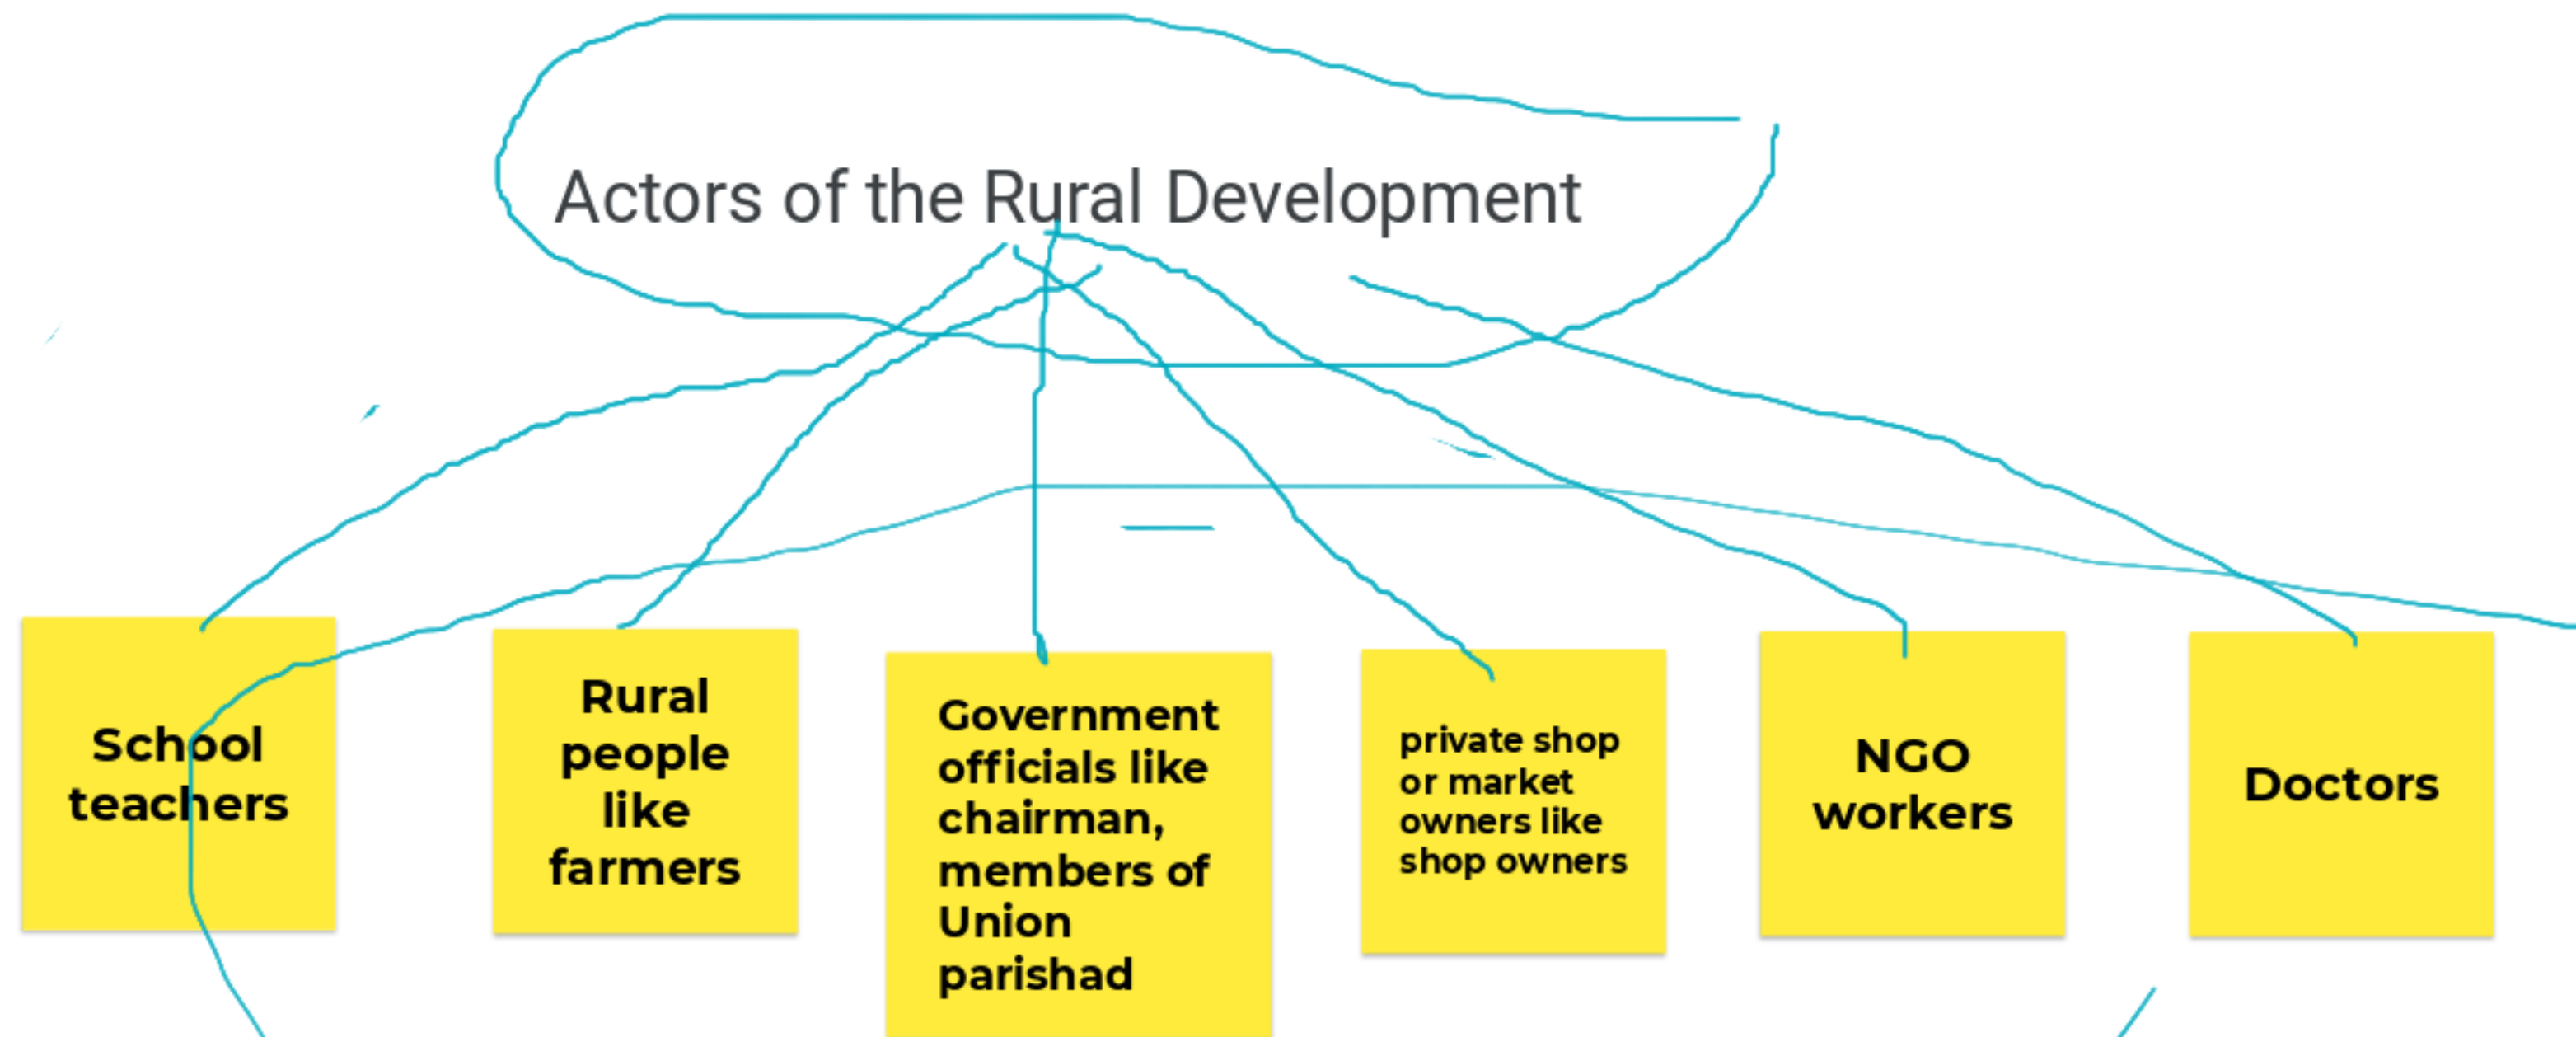 Actors of the Rural Development
School
teachers
Rural
people
like
farmers
Government
officials like
chairman,
members of
Union
parishad
private shop
or market
owners like
shop owners
NGO
workers
Doctors